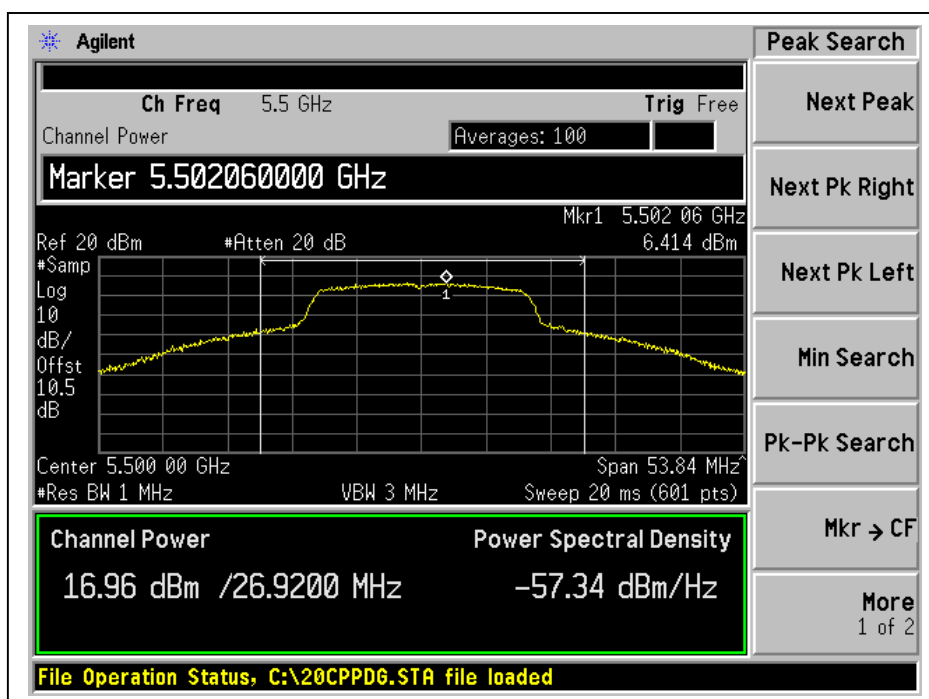 Agilent
Peak Search
Ch Freq 5.5 GHz Trig Free
Channel Power Averages: 100
Marker 5.502060000 GHz
Mkr1 5.502 06 GHz
Ref 20 dBm #Atten 20 dB 6.414 dBm
#Samp
Log
10
dB/
Offst
10.5
dB
1
Center 5.500 00 GHz Span 53.84 MHz^
#Res BW 1 MHz VBW 3 MHz Sweep 20 ms (601 pts)
Channel Power Power Spectral Density
16.96 dBm /26.9200 MHz -57.34 dBm/Hz
File Operation Status, C:\20CPPDG.STA file loaded
Next Peak
Next Pk Right
Next Pk Left
Min Search
Pk-Pk Search
Mkr → CF
More
1 of 2